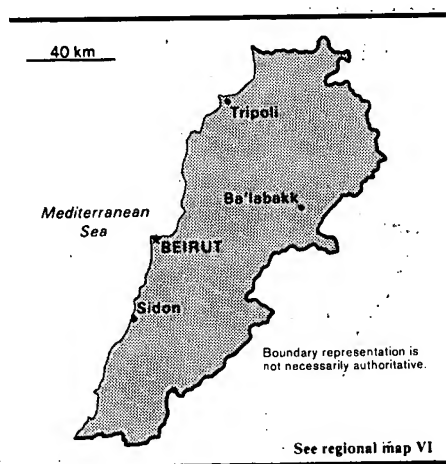 40 km
Tripoli
Ba'labakk
Mediterranean
Sea
BEIRUT
Sidon
Boundary representation is
not necessarily authoritative.
See regional map VI